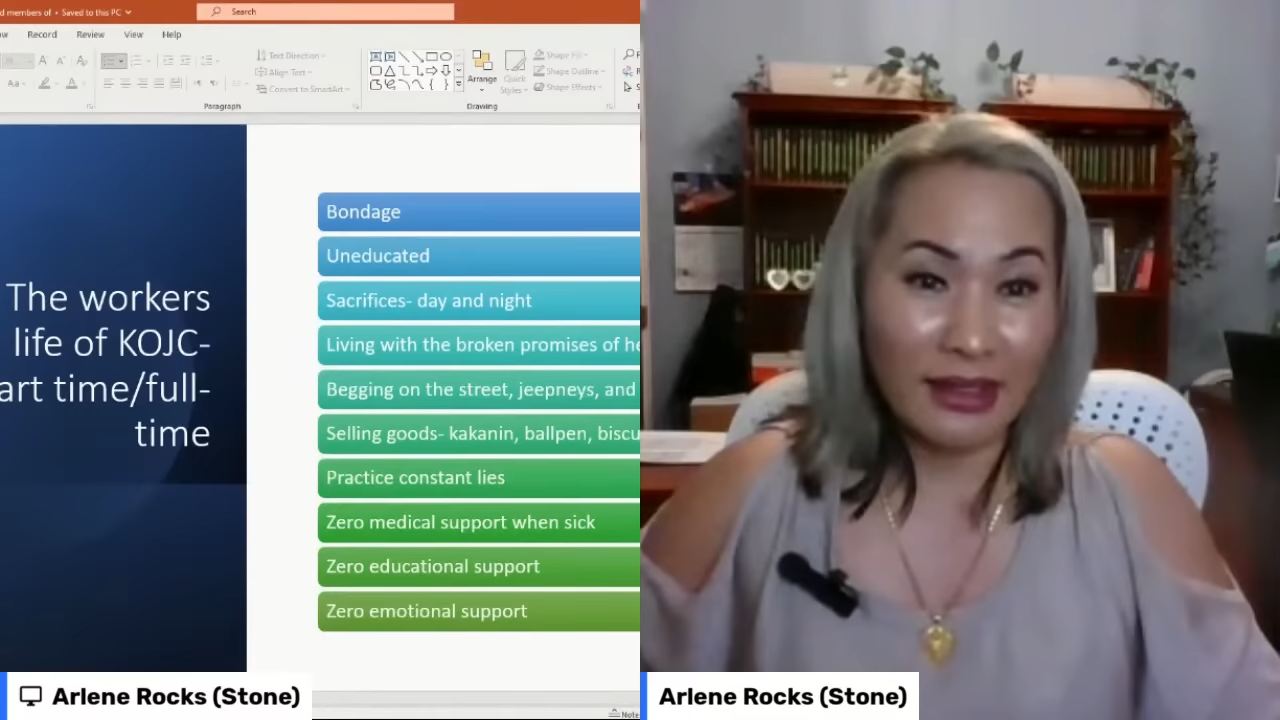 d members of • Saved to this PC
Search
Record Review View Help
Text Direction
Align Text
Convert to SmartArt
Arrange
Quick
Styles
Shape Fill
Shape Outline
Shape Effects
Paragraph
Drawing
The workers
life of KOJC-
art time/full-
time
Bondage
Uneducated
Sacrifices- day and night
Living with the broken promises of he
Begging on the street, jeepneys, and
Selling goods- kakanin, ballpen, biscu
Practice constant lies
Zero medical support when sick
Zero educational support
Zero emotional support
Arlene Rocks (Stone)
Arlene Rocks (Stone)